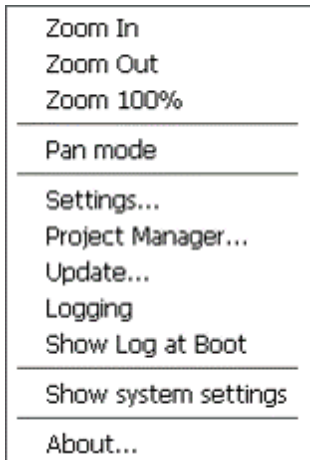 Zoom In
Zoom Out
Zoom 100%
Pan mode
Settings...
Project Manager...
Update...
Logging
Show Log at Boot
Show system settings
About...